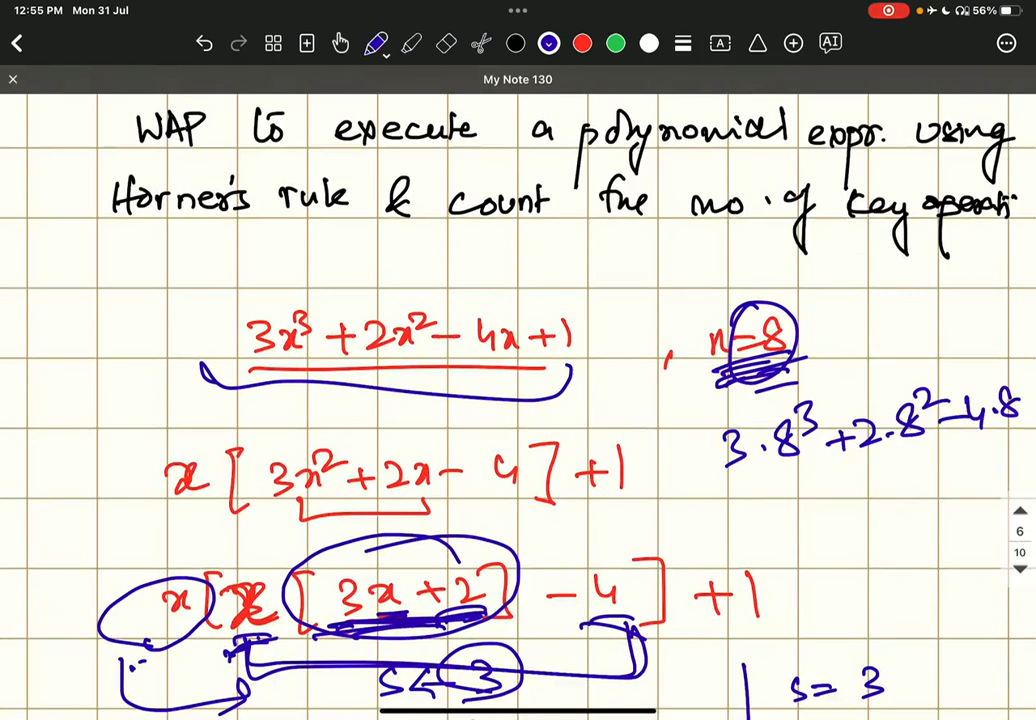 12:55 PM Mon 31 Jul
56%
A
AI
My Note 130
WAP to execute a polynomial expr. using
Horner's rule & count the no. of key operati
3x³ + 2x² - 4x + 1 , n=8
3.8³ + 2.8² - 4.8
x [ 3x² + 2x - 4 ] + 1
x [ x [ 3x + 2 ] - 4 ] + 1
s <- 3
s = 3
6
10